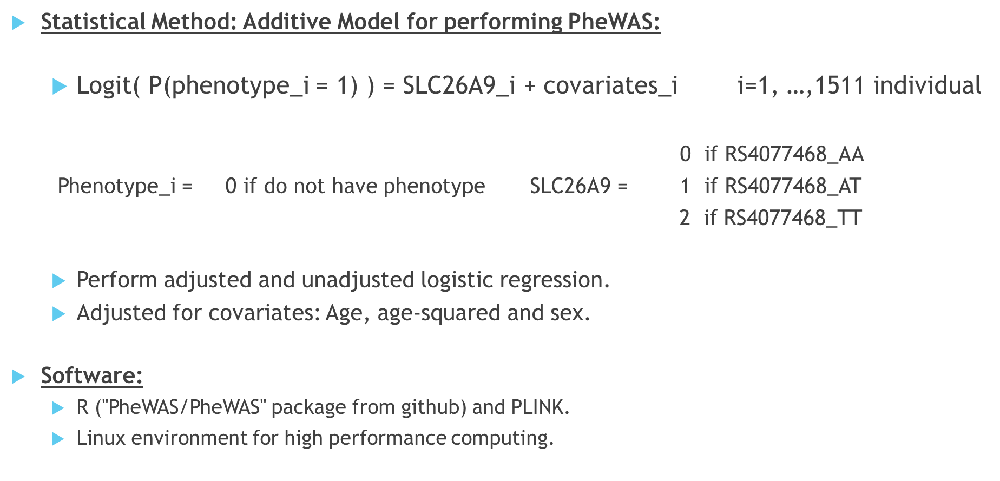 Statistical Method: Additive Model for performing PheWAS:
Logit( P(phenotype_i = 1) ) = SLC26A9_i + covariates_i i=1, …,1511 individual
0 if RS4077468_AA
Phenotype_i = 0 if do not have phenotype SLC26A9 = 1 if RS4077468_AT
2 if RS4077468_TT
Perform adjusted and unadjusted logistic regression.
Adjusted for covariates: Age, age-squared and sex.
Software:
R ("PheWAS/PheWAS" package from github) and PLINK.
Linux environment for high performance computing.